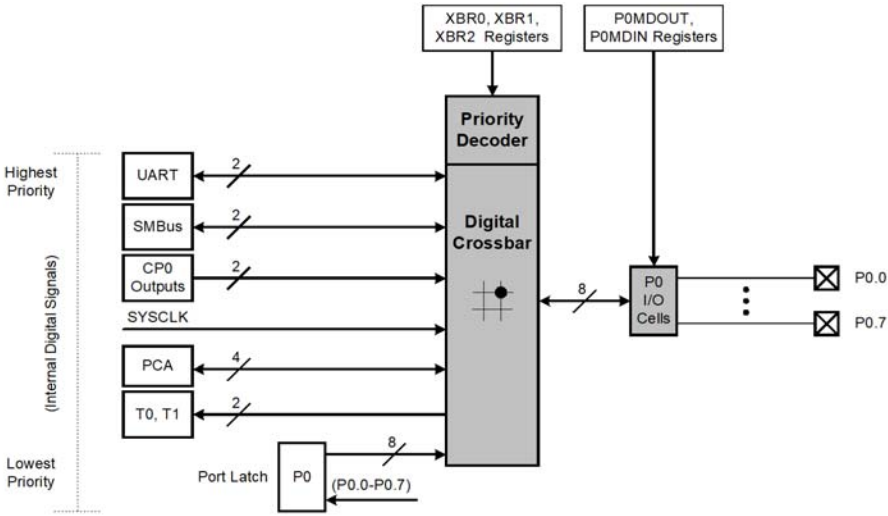 XBR0, XBR1,
XBR2 Registers
P0MDOUT,
P0MDIN Registers
Priority
Decoder
Highest
Priority
UART
2
SMBus
2
Digital
Crossbar
CP0
Outputs
2
(Internal Digital Signals)
SYSCLK
8
P0
I/O
Cells
P0.0
P0.7
PCA
4
T0, T1
2
Lowest
Priority
Port Latch
P0
8
(P0.0-P0.7)